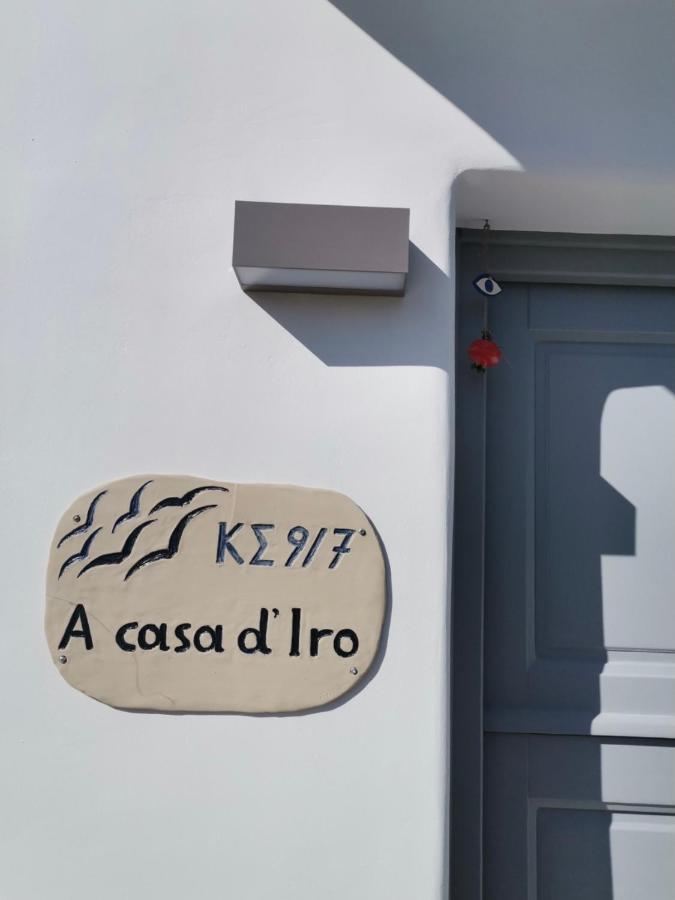 ΚΣ 9/7
A casa d'Iro